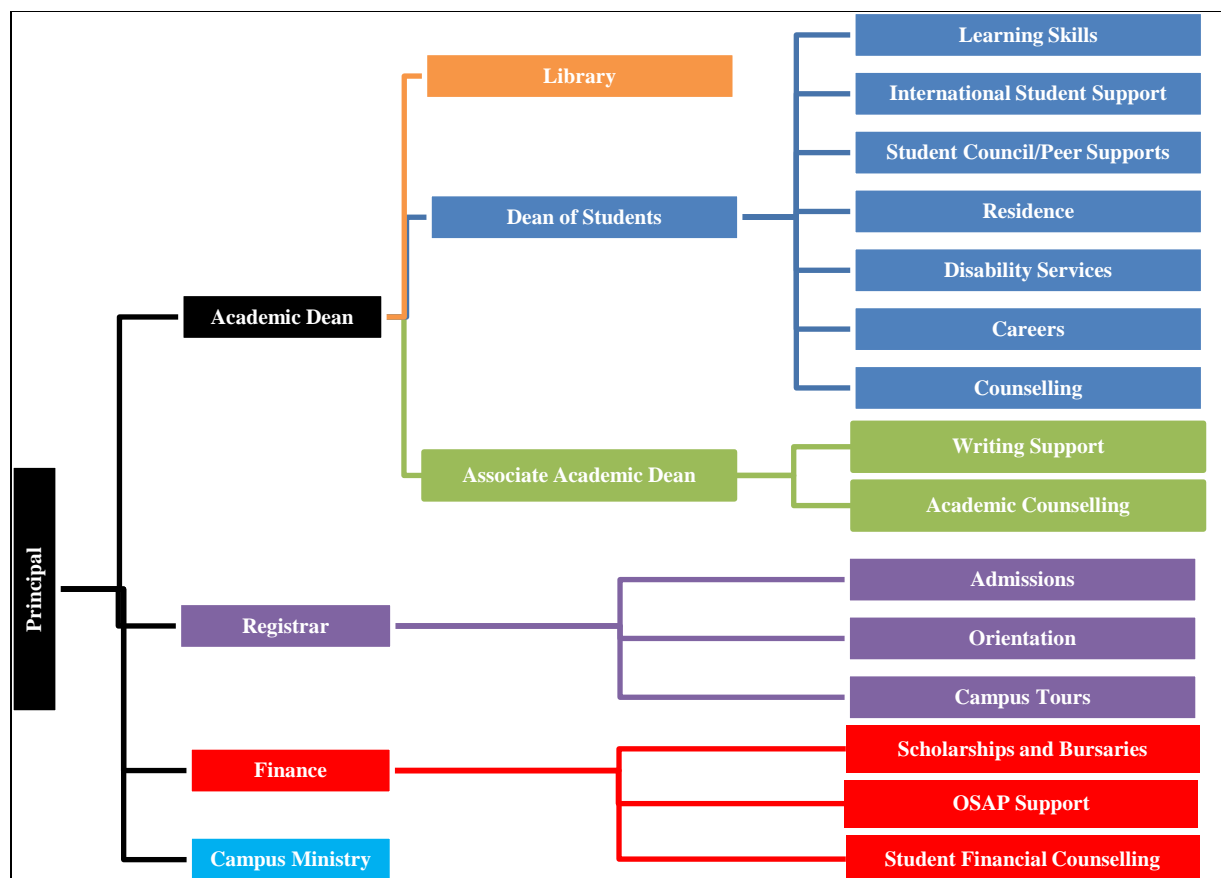 Principal
Academic Dean
Library
Dean of Students
Learning Skills
International Student Support
Student Council/Peer Supports
Residence
Disability Services
Careers
Counselling
Associate Academic Dean
Writing Support
Academic Counselling
Registrar
Admissions
Orientation
Campus Tours
Finance
Scholarships and Bursaries
OSAP Support
Student Financial Counselling
Campus Ministry